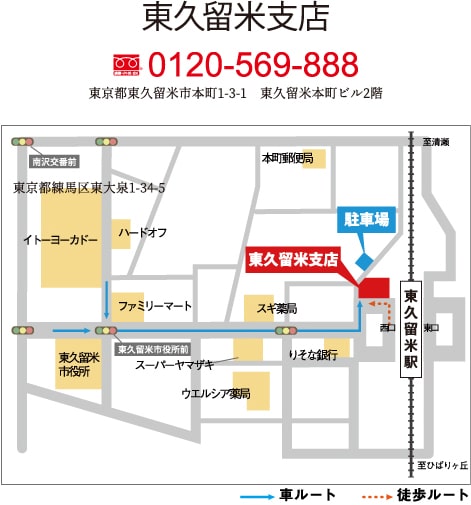 東久留米支店
0120-569-888
東京都東久留米市本町1-3-1　東久留米本町ビル2階
至清瀬
南沢交番前
本町郵便局
東京都練馬区東大泉1-34-5
駐車場
ハードオフ
イトーヨーカドー
東久留米支店
ファミリーマート
スギ薬局
東久留米駅
西口
東口
東久留米市役所前
東久留米
市役所
スーパーヤマザキ
りそな銀行
ウエルシア薬局
至ひばりヶ丘
車ルート
徒歩ルート